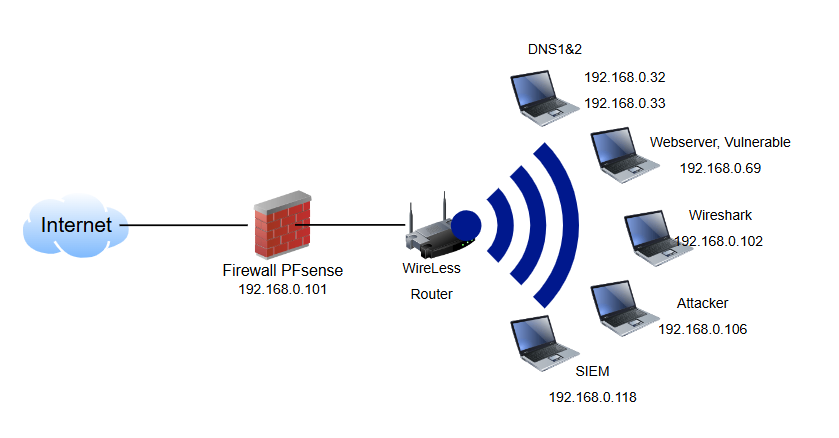 DNS1&2
192.168.0.32
192.168.0.33
Webserver, Vulnerable
192.168.0.69
Internet
Wireshark
192.168.0.102
Firewall PFsense
192.168.0.101
WireLess
Router
Attacker
192.168.0.106
SIEM
192.168.0.118